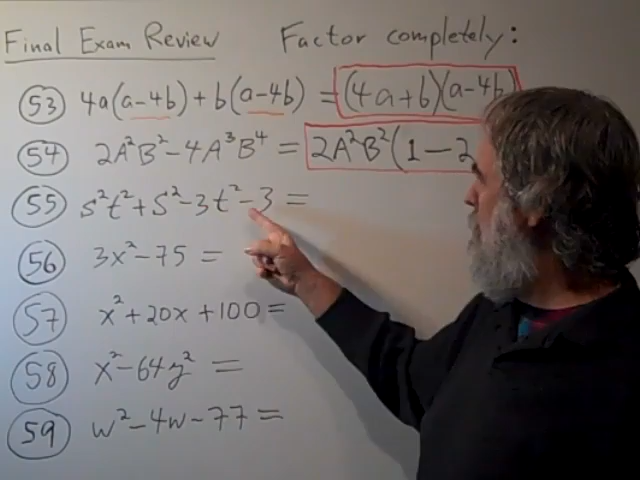 Final Exam Review Factor completely:
53 4a(a-4b)+b(a-4b) = (4a+b)(a-4b)
54 2A²B²-4A³B⁴ = 2A²B²(1-2
55 s²t²+s²-3t²-3=
56 3x²-75=
57 x²+20x+100=
58 x²-64y²=
59 w²-4w-77=